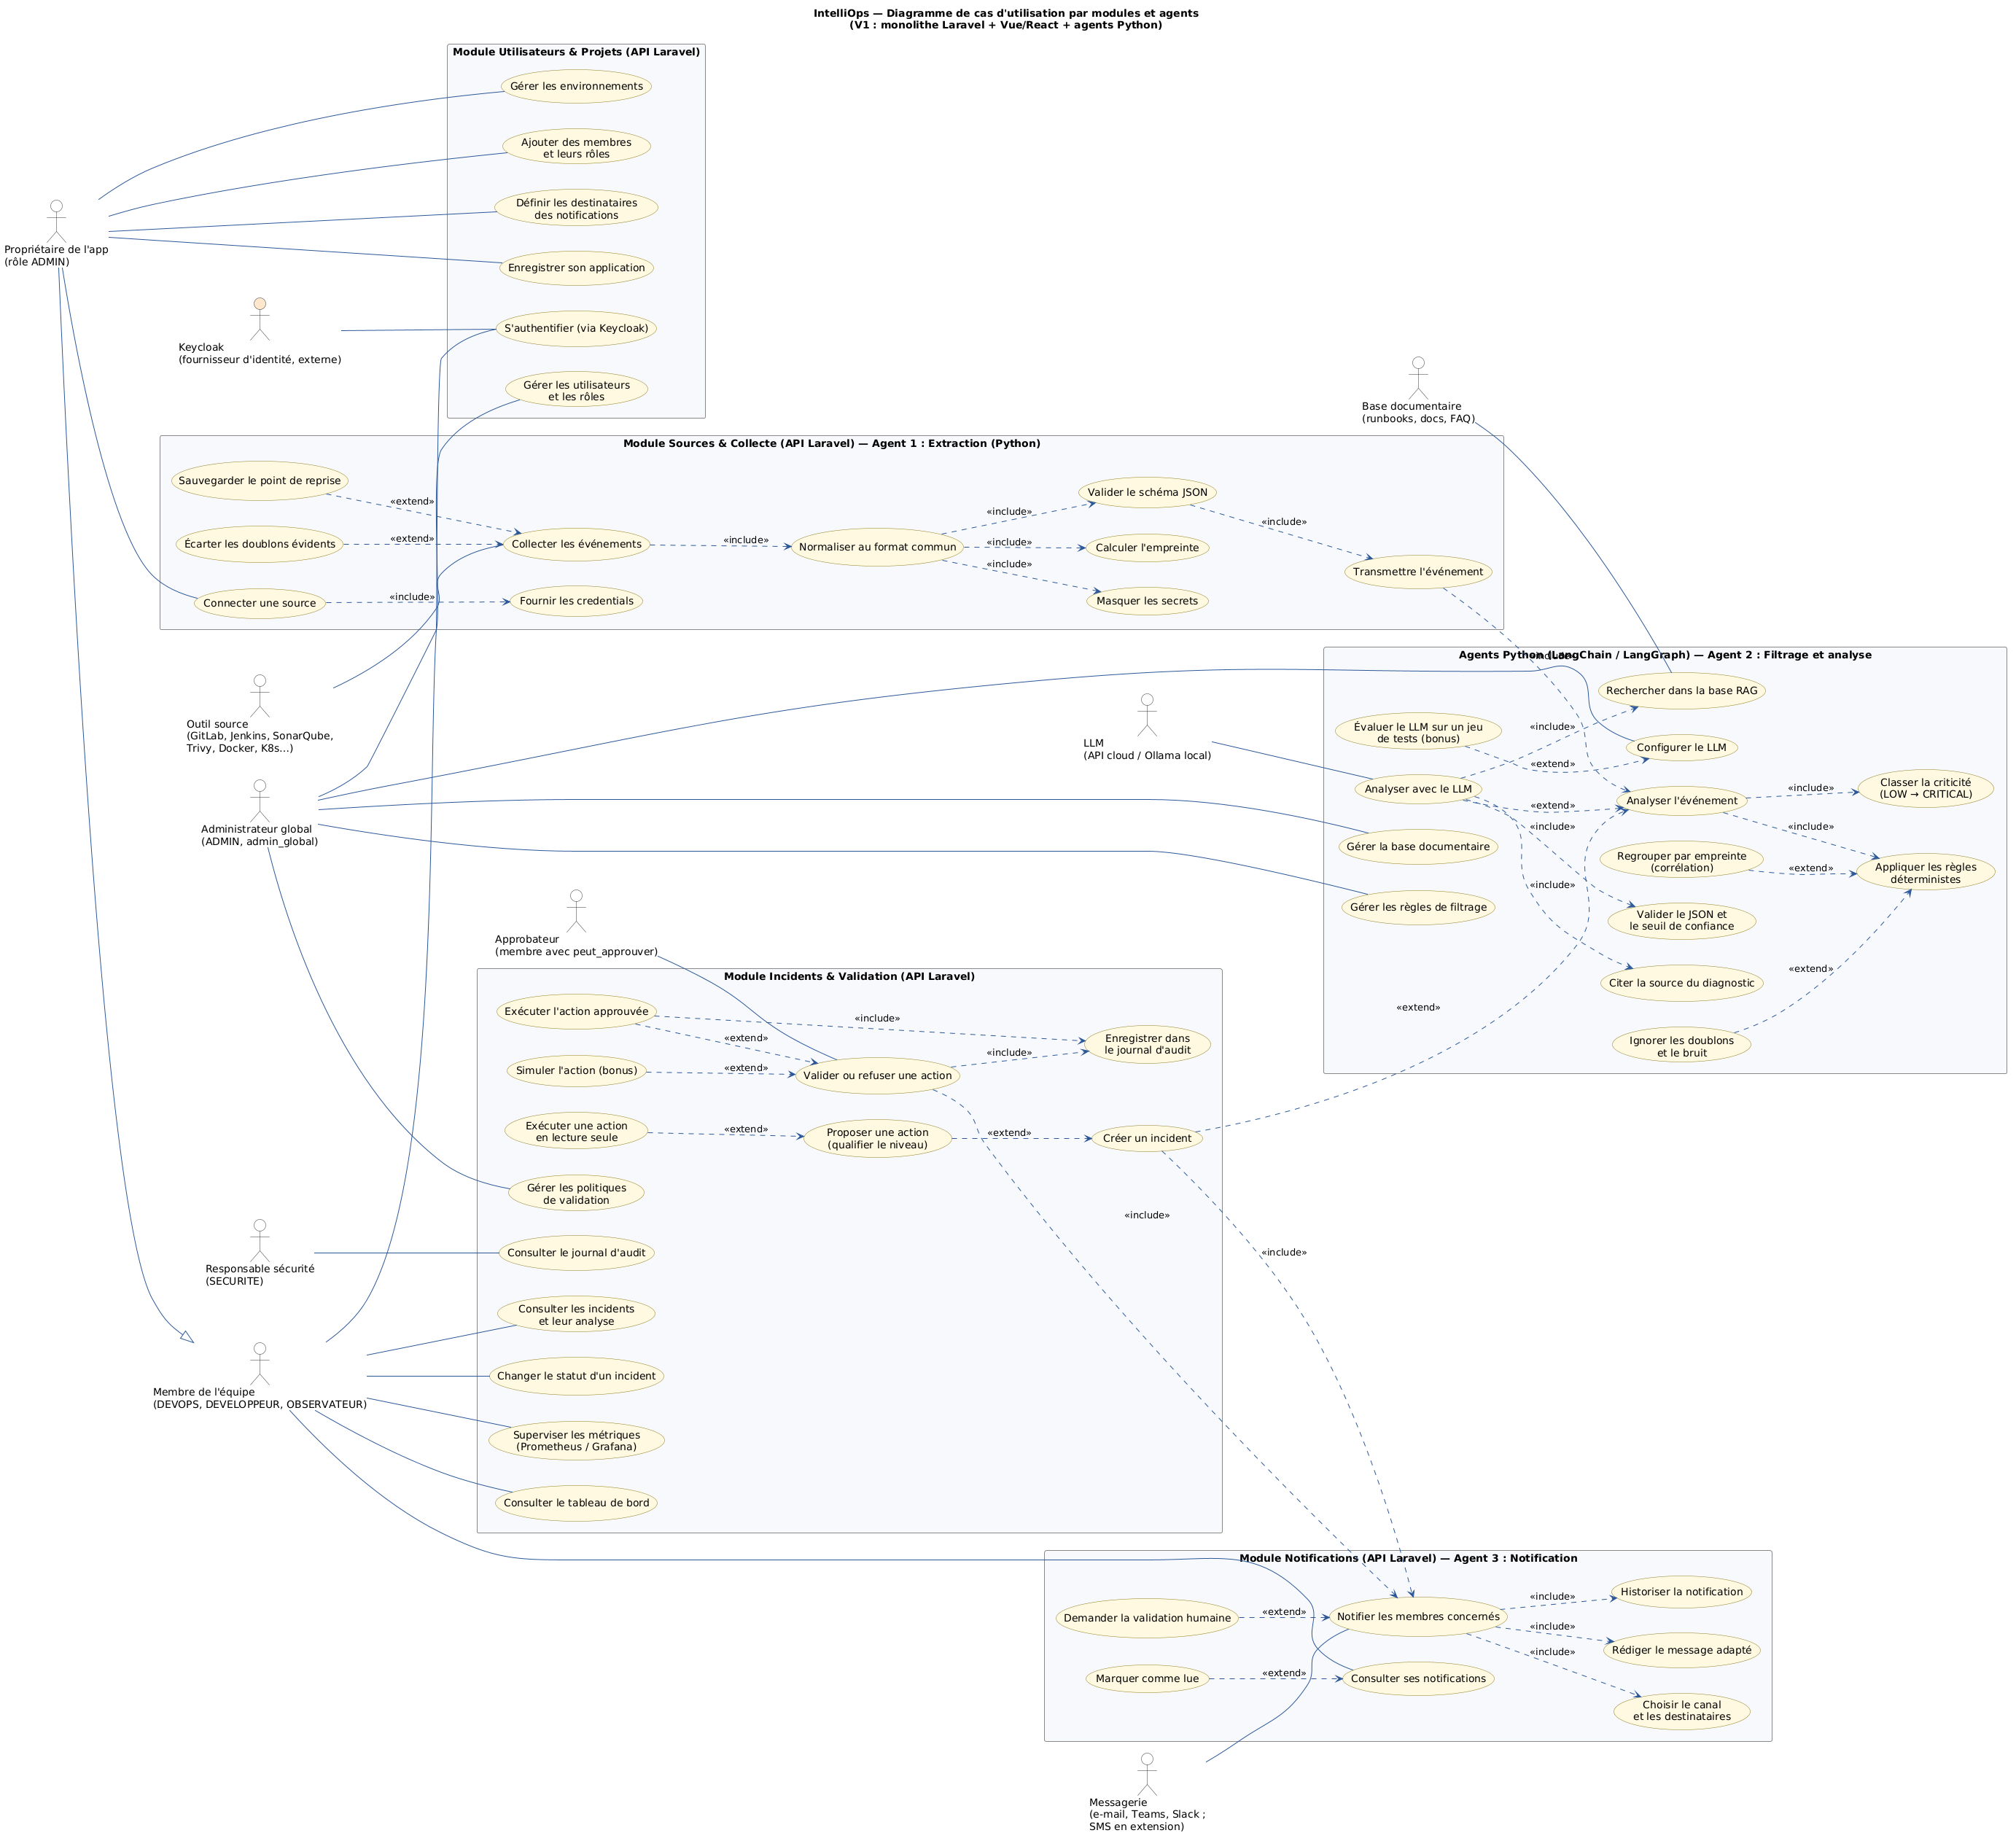 IntelliOps — Diagramme de cas d'utilisation par modules et agents
(V1 : monolithe Laravel + Vue/React + agents Python)
Module Utilisateurs & Projets (API Laravel)
Gérer les environnements
Ajouter des membres
et leurs rôles
Définir les destinataires
des notifications
Enregistrer son application
S'authentifier (via Keycloak)
Gérer les utilisateurs
et les rôles
Propriétaire de l'app
(rôle ADMIN)
Keycloak
(fournisseur d'identité, externe)
Base documentaire
(runbooks, docs, FAQ)
Module Sources & Collecte (API Laravel) — Agent 1 : Extraction (Python)
Sauvegarder le point de reprise
«extend»
Écarter les doublons évidents
«extend»
Collecter les événements
«include»
Normaliser au format commun
«include»
Valider le schéma JSON
«include»
«include»
Calculer l'empreinte
«include»
Masquer les secrets
Transmettre l'événement
Connecter une source
«include»
Fournir les credentials
«include»
Outil source
(GitLab, Jenkins, SonarQube,
Trivy, Docker, K8s...)
Administrateur global
(ADMIN, admin_global)
LLM
(API cloud / Ollama local)
Agents Python (LangChain / LangGraph) — Agent 2 : Filtrage et analyse
Rechercher dans la base RAG
Évaluer le LLM sur un jeu
de tests (bonus)
«include»
«extend»
Configurer le LLM
Analyser avec le LLM
«extend»
«include»
«include»
Analyser l'événement
«include»
Classer la criticité
(LOW → CRITICAL)
«include»
Gérer la base documentaire
Regrouper par empreinte
(corrélation)
«extend»
Appliquer les règles
déterministes
Gérer les règles de filtrage
Valider le JSON et
le seuil de confiance
Citer la source du diagnostic
«extend»
Ignorer les doublons
et le bruit
«extend»
Approbateur
(membre avec peut_approuver)
Module Incidents & Validation (API Laravel)
Exécuter l'action approuvée
«include»
«extend»
Enregistrer dans
le journal d'audit
«include»
Simuler l'action (bonus)
«extend»
Valider ou refuser une action
Exécuter une action
en lecture seule
«extend»
Proposer une action
(qualifier le niveau)
«extend»
Créer un incident
Gérer les politiques
de validation
«include»
«include»
Consulter le journal d'audit
Consulter les incidents
et leur analyse
Changer le statut d'un incident
Superviser les métriques
(Prometheus / Grafana)
Consulter le tableau de bord
Responsable sécurité
(SECURITE)
Membre de l'équipe
(DEVOPS, DEVELOPPEUR, OBSERVATEUR)
Module Notifications (API Laravel) — Agent 3 : Notification
Demander la validation humaine
«extend»
Notifier les membres concernés
«include»
Historiser la notification
«include»
Rédiger le message adapté
«include»
Choisir le canal
et les destinataires
Marquer comme lue
«extend»
Consulter ses notifications
Messagerie
(e-mail, Teams, Slack ;
SMS en extension)